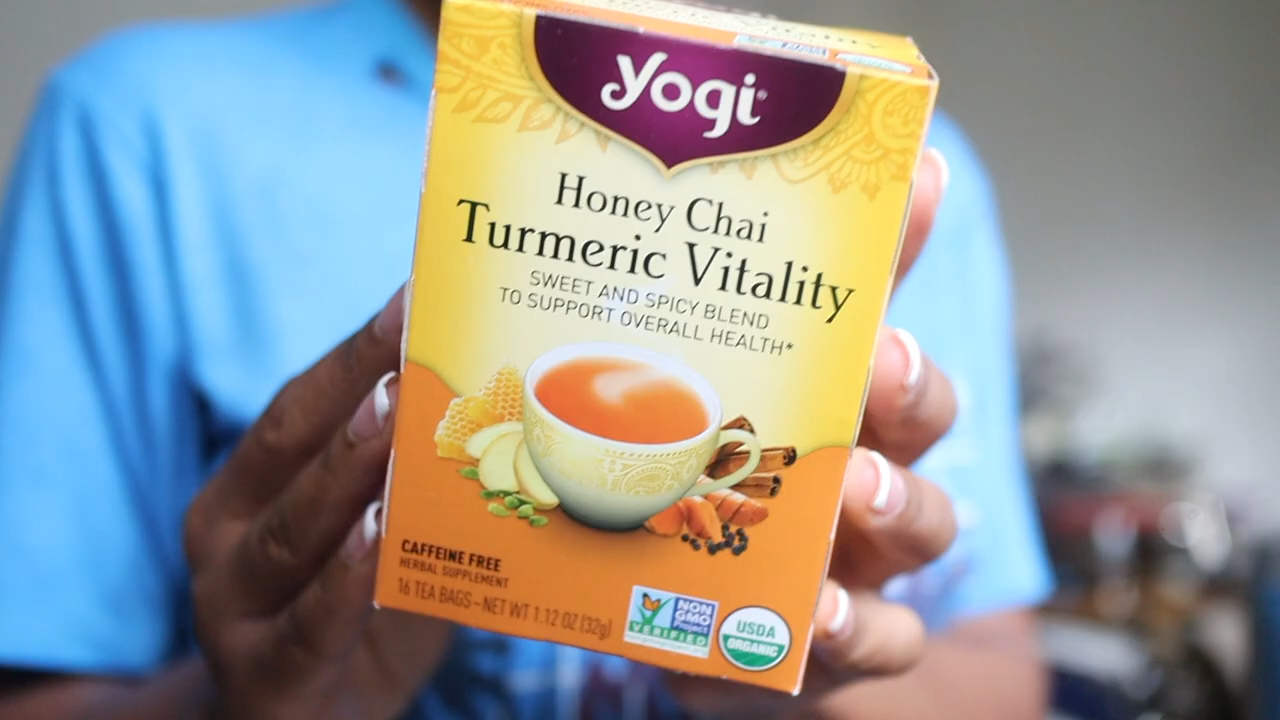 yogi
Honey Chai
Turmeric Vitality
SWEET AND SPICY BLEND
TO SUPPORT OVERALL HEALTH*
CAFFEINE FREE
HERBAL SUPPLEMENT
16 TEA BAGS – NET WT 1.12 OZ (32g)
NON
GMO
Project
VERIFIED
USDA
ORGANIC